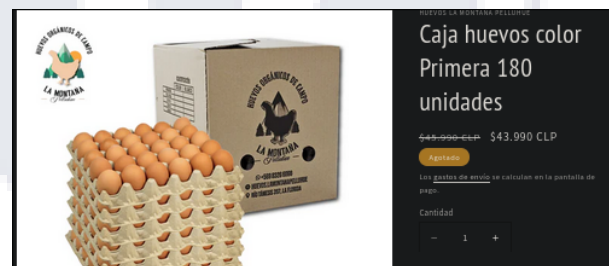 HUEVOS ORGÁNICOS DE CAMPO
LA MONTAÑA
Pelluhue
HUEVOS ORGÁNICOS DE CAMPO
LA MONTAÑA
Pelluhue
HUEVOS LA MONTAÑA PELLUHUE
Caja huevos color
Primera 180
unidades
$45.990 CLP $43.990 CLP
Agotado
Los gastos de envío se calculan en la pantalla de
pago.
Cantidad
− 1 +